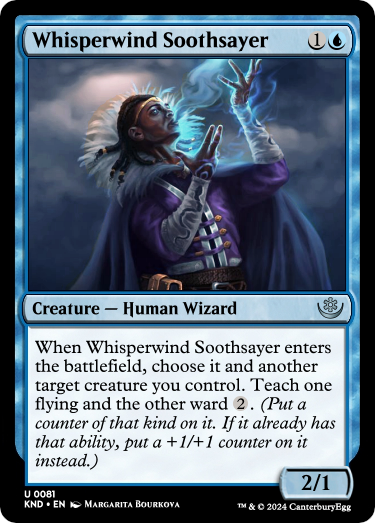 Whisperwind Soothsayer 1
Creature — Human Wizard
When Whisperwind Soothsayer enters
the battlefield, choose it and another
target creature you control. Teach one
flying and the other ward 2. (Put a
counter of that kind on it. If it already has
that ability, put a +1/+1 counter on it
instead.)
2/1
U 0081
KND • EN Margarita Bourkova
™ & © 2024 CanterburyEgg